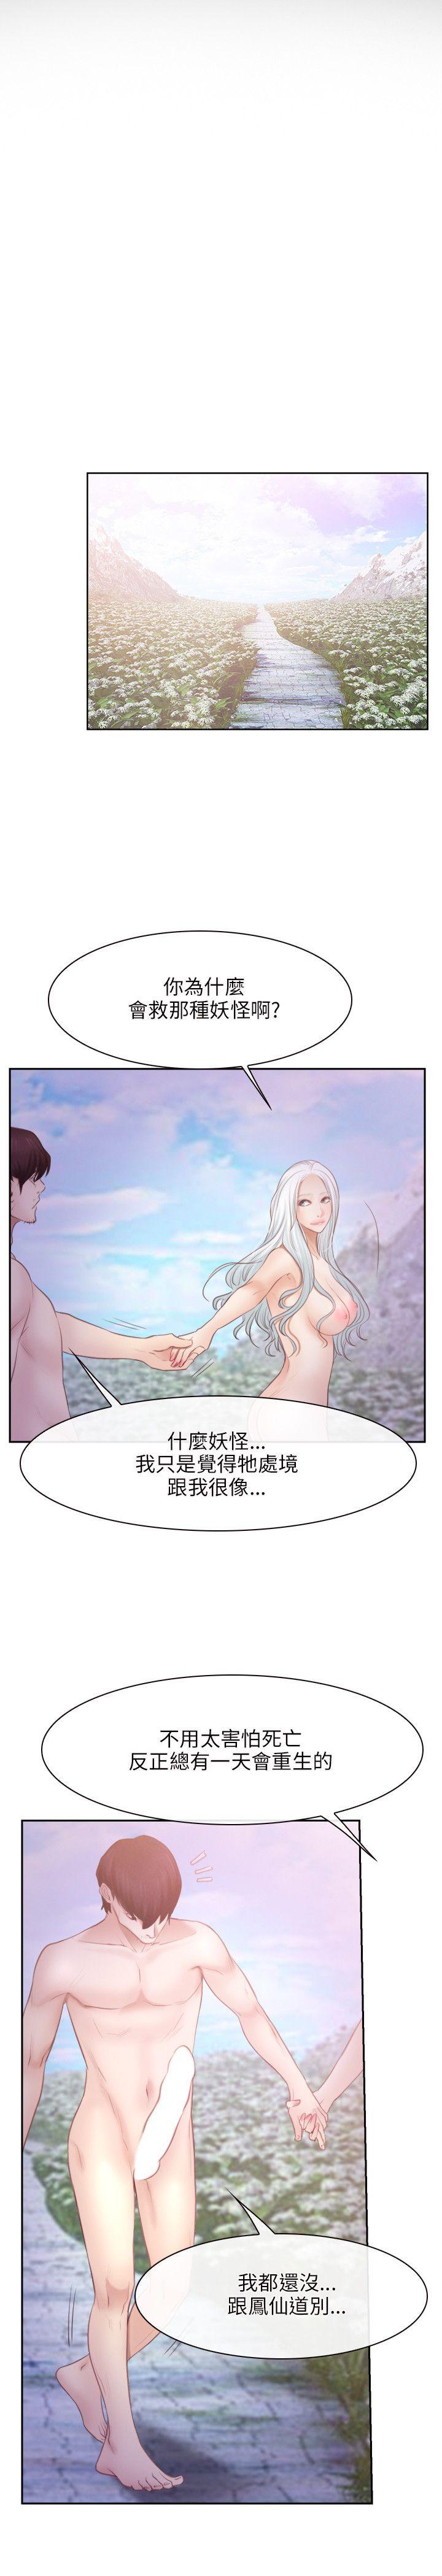 你為什麼
會救那種妖怪啊?
什麼妖怪...
我只是覺得牠處境
跟我很像...
不用太害怕死亡
反正總有一天會重生的
我都還沒...
跟鳳仙道別...